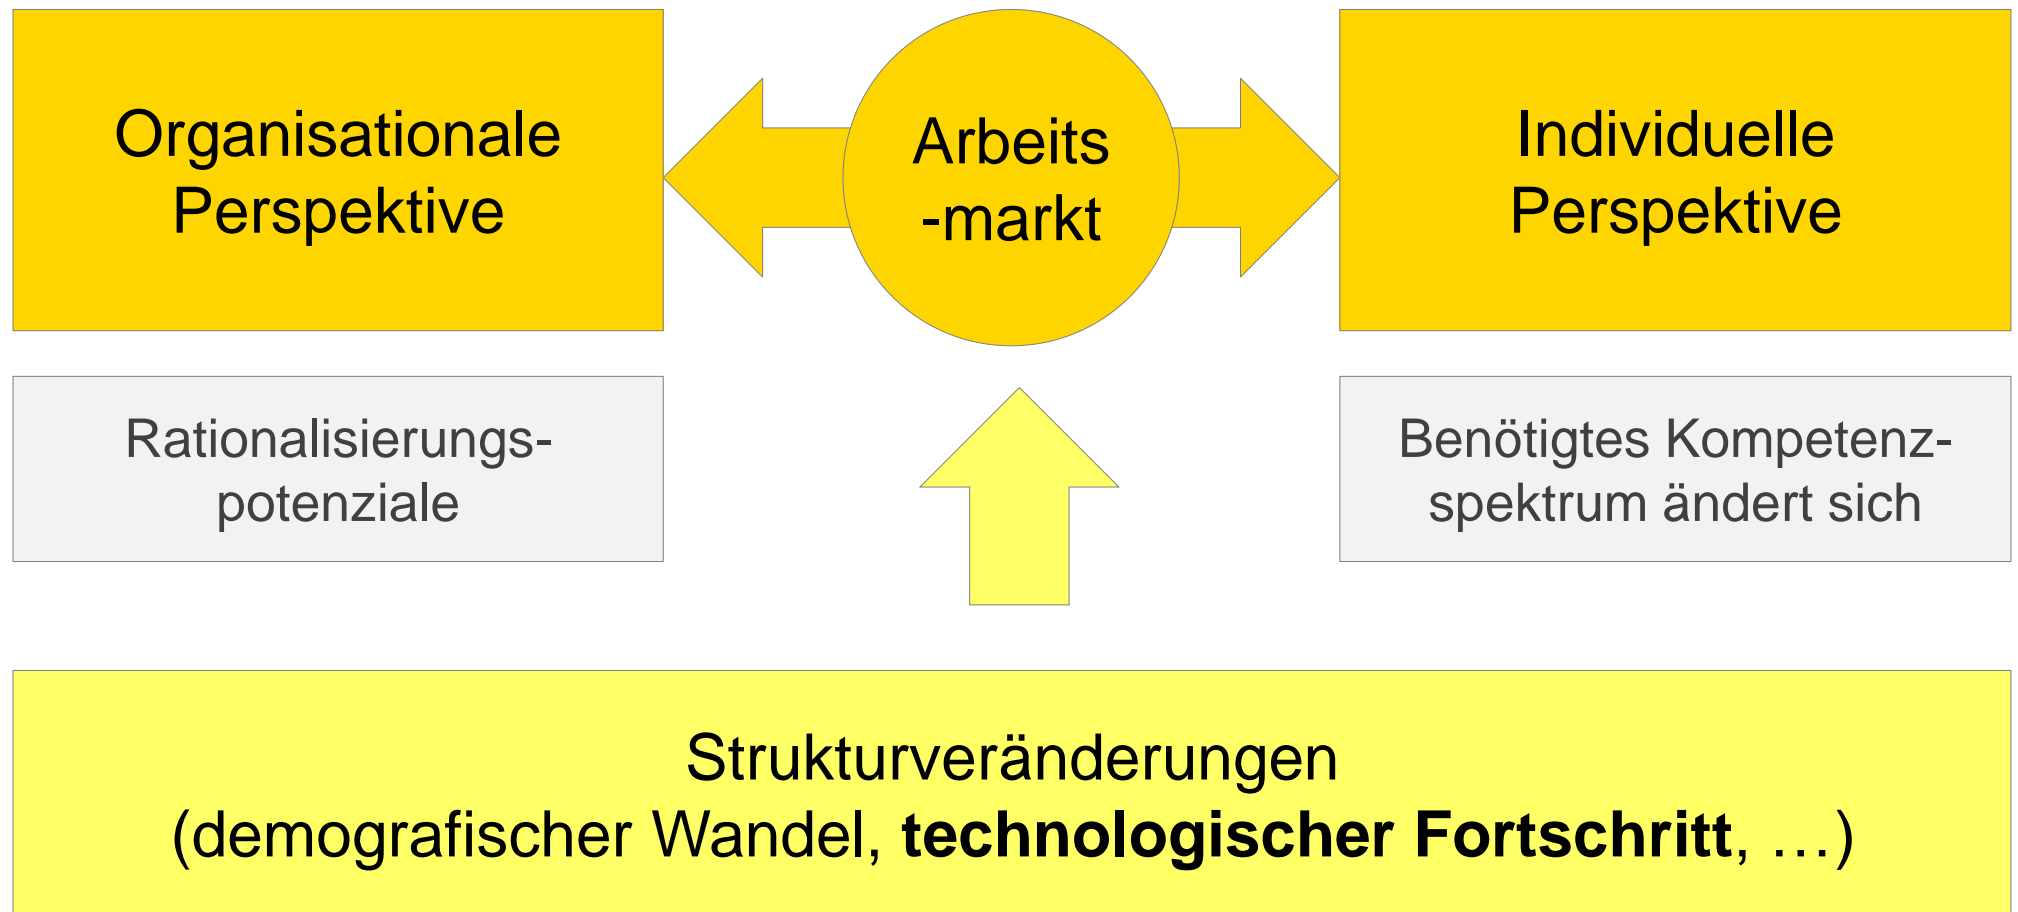 Organisationale
Perspektive
Arbeits
-markt
Individuelle
Perspektive
Rationalisierungs-
potenziale
Benötigtes Kompetenz-
spektrum ändert sich
Strukturveränderungen
(demografischer Wandel, technologischer Fortschritt, …)